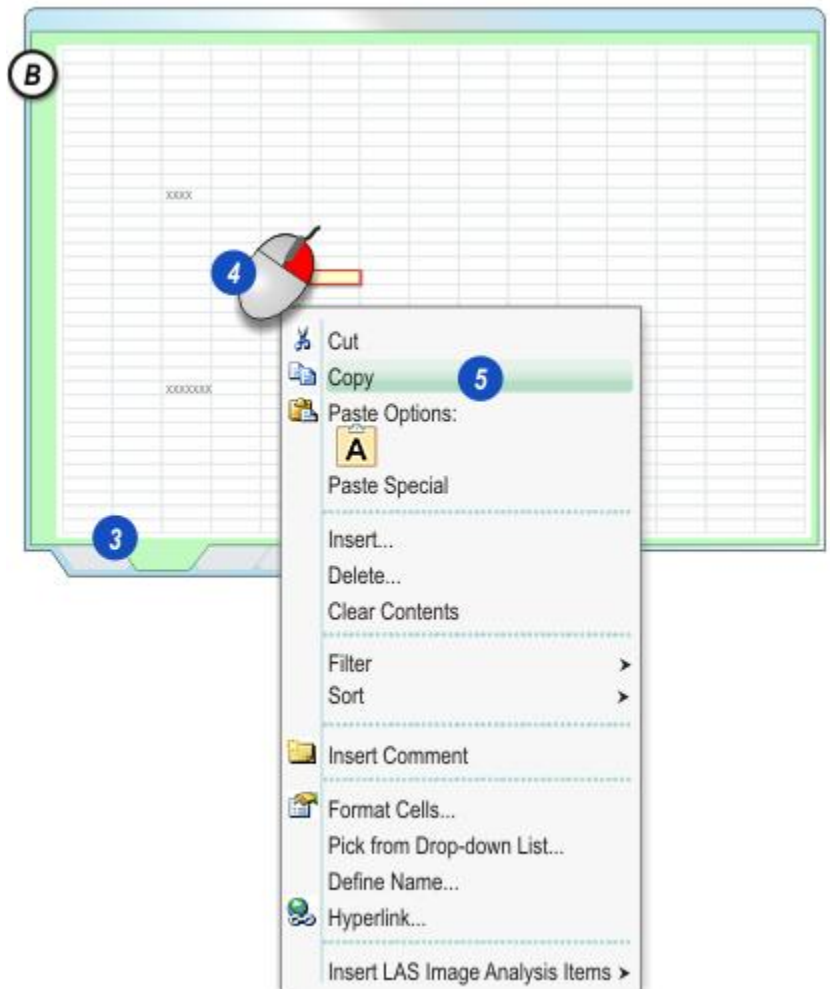 B
xxxx
4
Cut
Copy 5
xxxxxxx
Paste Options:
A
Paste Special
3
Insert...
Delete...
Clear Contents
Filter
Sort
Insert Comment
Format Cells...
Pick from Drop-down List...
Define Name...
Hyperlink...
Insert LAS Image Analysis Items